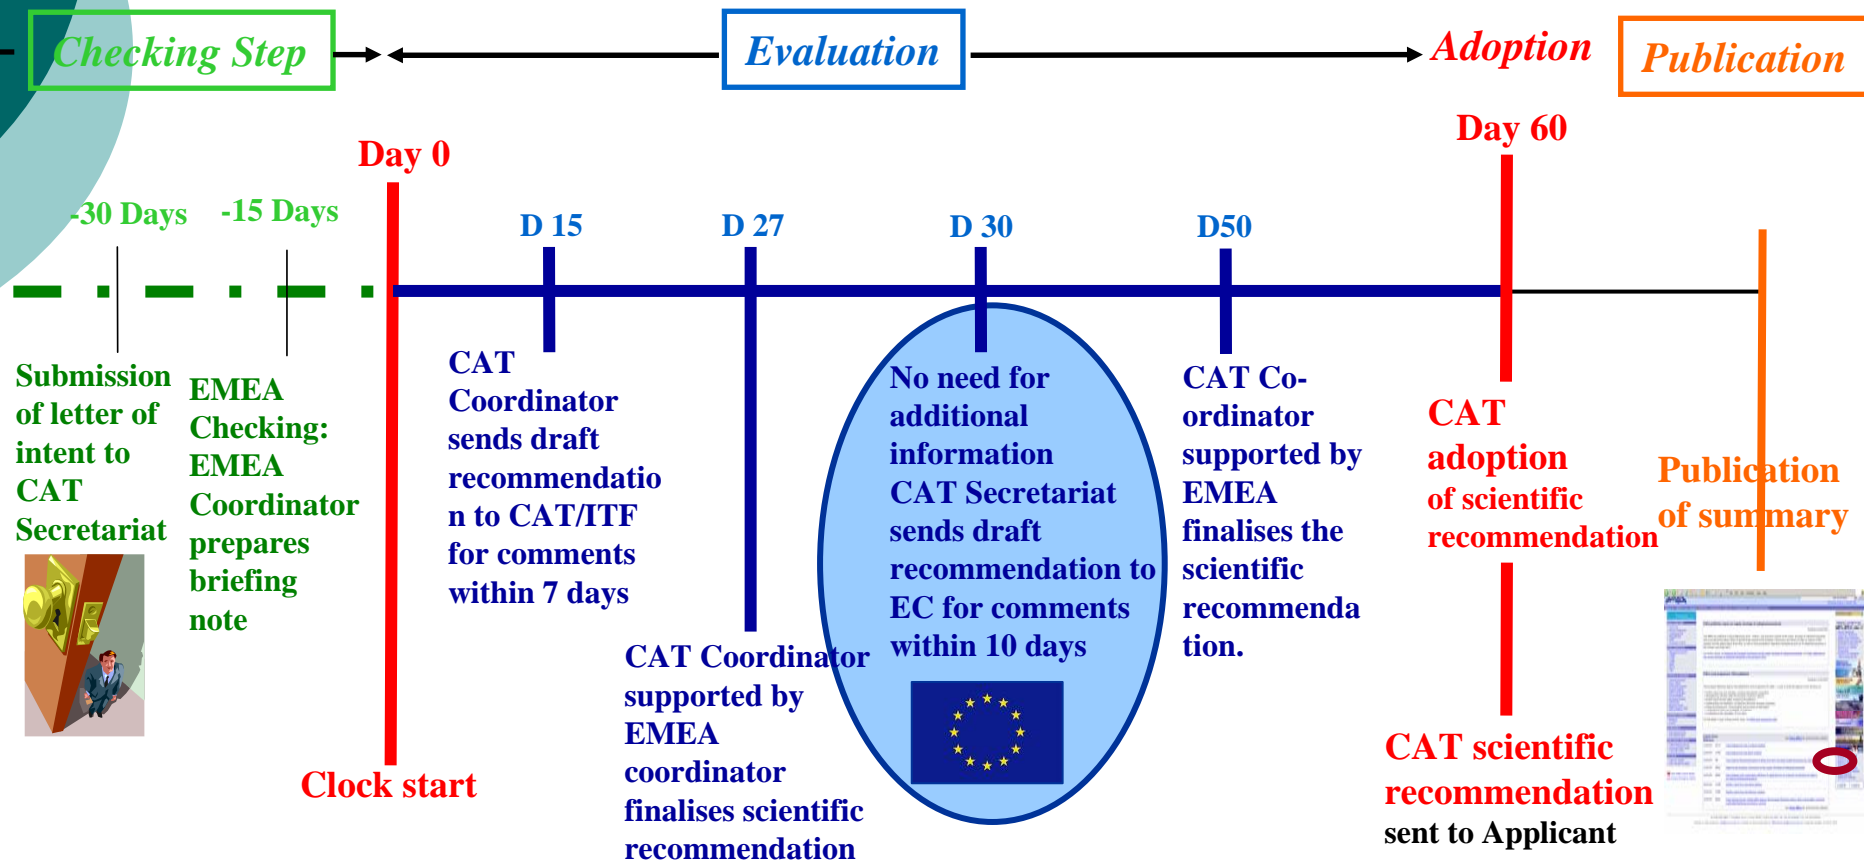 Checking Step
Evaluation
Adoption
Publication
Day 0
Day 60
-30 Days
-15 Days
D 15
D 27
D 30
D50
Submission
of letter of
intent to
CAT
Secretariat
EMEA
Checking:
EMEA
Coordinator
prepares
briefing
note
Clock start
CAT
Coordinator
sends draft
recommendatio
n to CAT/ITF
for comments
within 7 days
CAT Coordinator
supported by
EMEA
coordinator
finalises scientific
recommendation
No need for
additional
information
CAT Secretariat
sends draft
recommendation to
EC for comments
within 10 days
CAT Co-
ordinator
supported by
EMEA
finalises the
scientific
recommenda
tion.
CAT
adoption
of scientific
recommendation
CAT scientific
recommendation
sent to Applicant
Publication
of summary